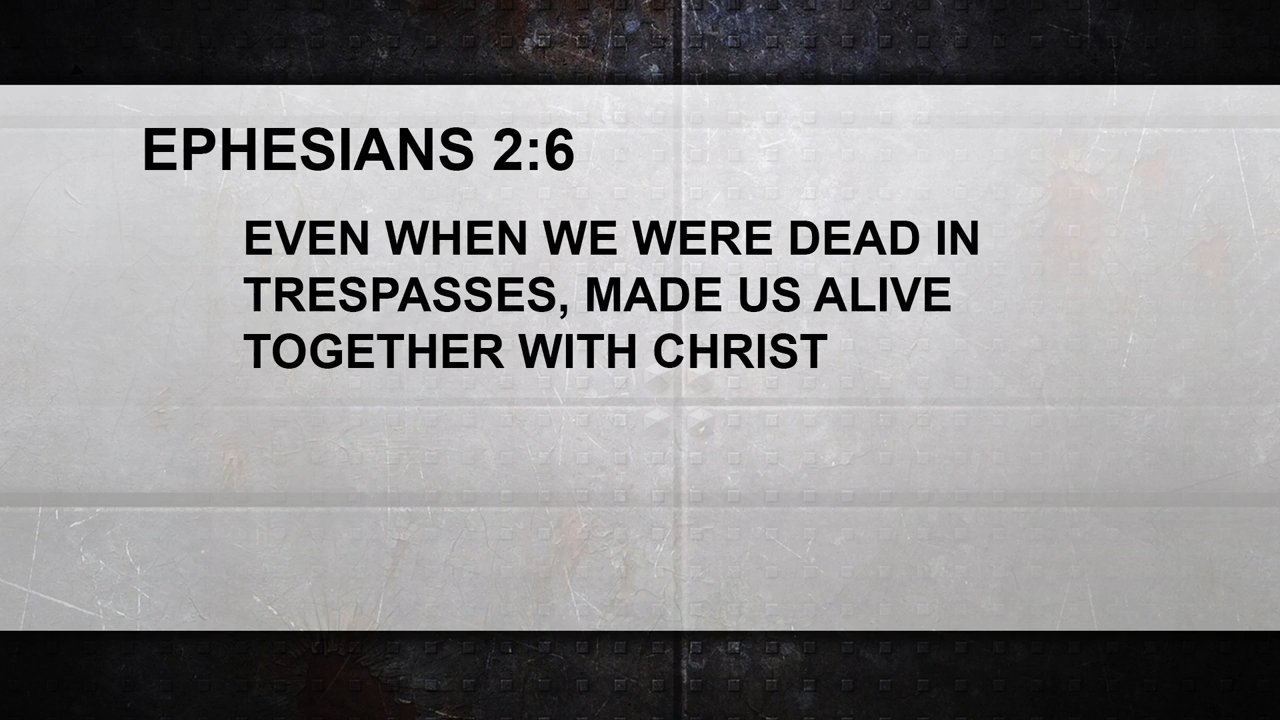 EPHESIANS 2:6
EVEN WHEN WE WERE DEAD IN
TRESPASSES, MADE US ALIVE
TOGETHER WITH CHRIST